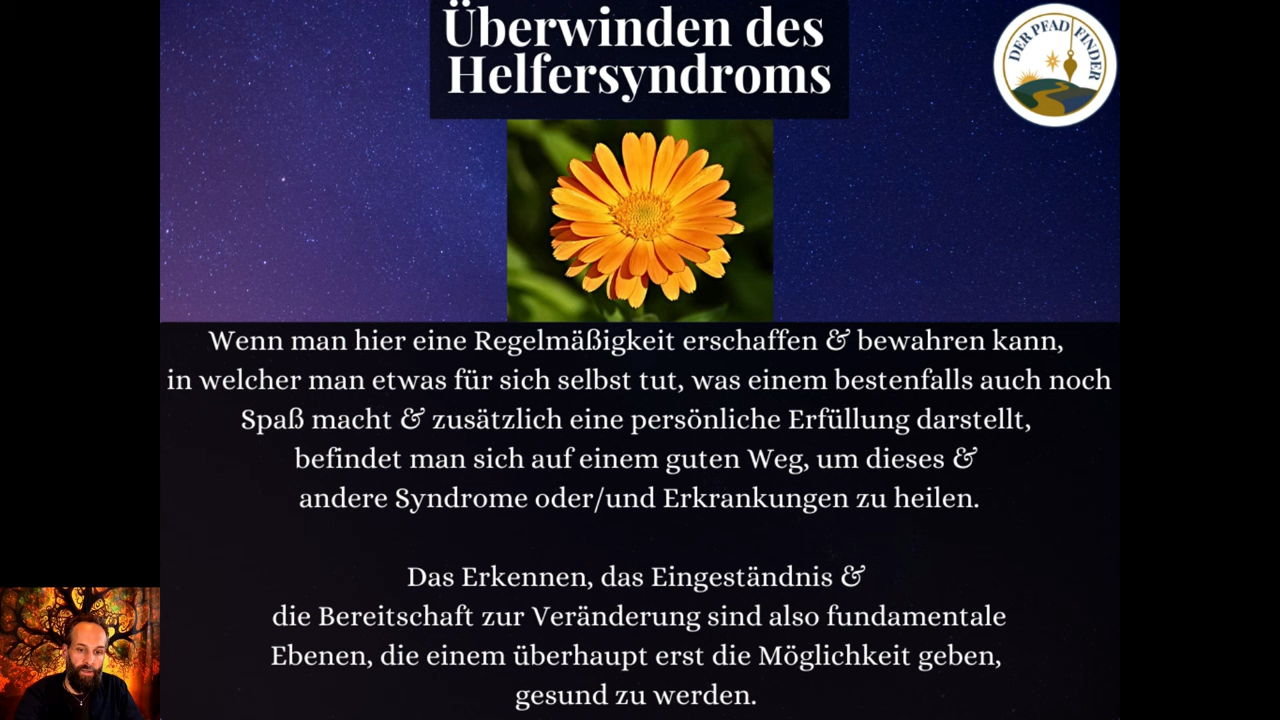 Überwinden des
Helfersyndroms
DER PFAD FINDER
Wenn man hier eine Regelmäßigkeit erschaffen & bewahren kann,
in welcher man etwas für sich selbst tut, was einem bestenfalls auch noch
Spaß macht & zusätzlich eine persönliche Erfüllung darstellt,
befindet man sich auf einem guten Weg, um dieses &
andere Syndrome oder/und Erkrankungen zu heilen.
Das Erkennen, das Eingeständnis &
die Bereitschaft zur Veränderung sind also fundamentale
Ebenen, die einem überhaupt erst die Möglichkeit geben,
gesund zu werden.